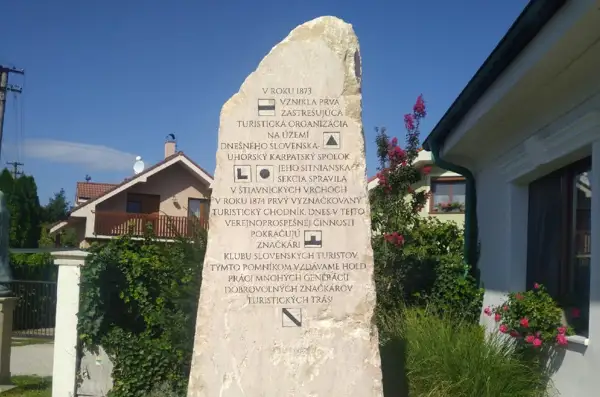 V ROKU 1873
VZNIKLA PRVÁ
ZASTREŠUJÚCA
TURISTICKÁ ORGANIZÁCIA
NA ÚZEMÍ
DNEŠNÉHO SLOVENSKA-
UHORSKÝ KARPATSKÝ SPOLOK
JEHO SITNIANSKA
SEKCIA SPRAVILA
V ŠTIAVNICKÝCH VRCHOCH
V ROKU 1874 PRVÝ VYZNAČKOVANÝ
TURISTICKÝ CHODNÍK. DNES V TEJTO
VEREJNOPROSPEŠNEJ ČINNOSTI
POKRAČUJÚ
ZNAČKÁRI
KLUBU SLOVENSKÝCH TURISTOV.
TÝMTO POMNÍKOM VZDÁVAME HOLD
PRÁCI MNOHÝCH GENERÁCIÍ
DOBROVOĽNÝCH ZNAČKÁROV
TURISTICKÝCH TRÁS!